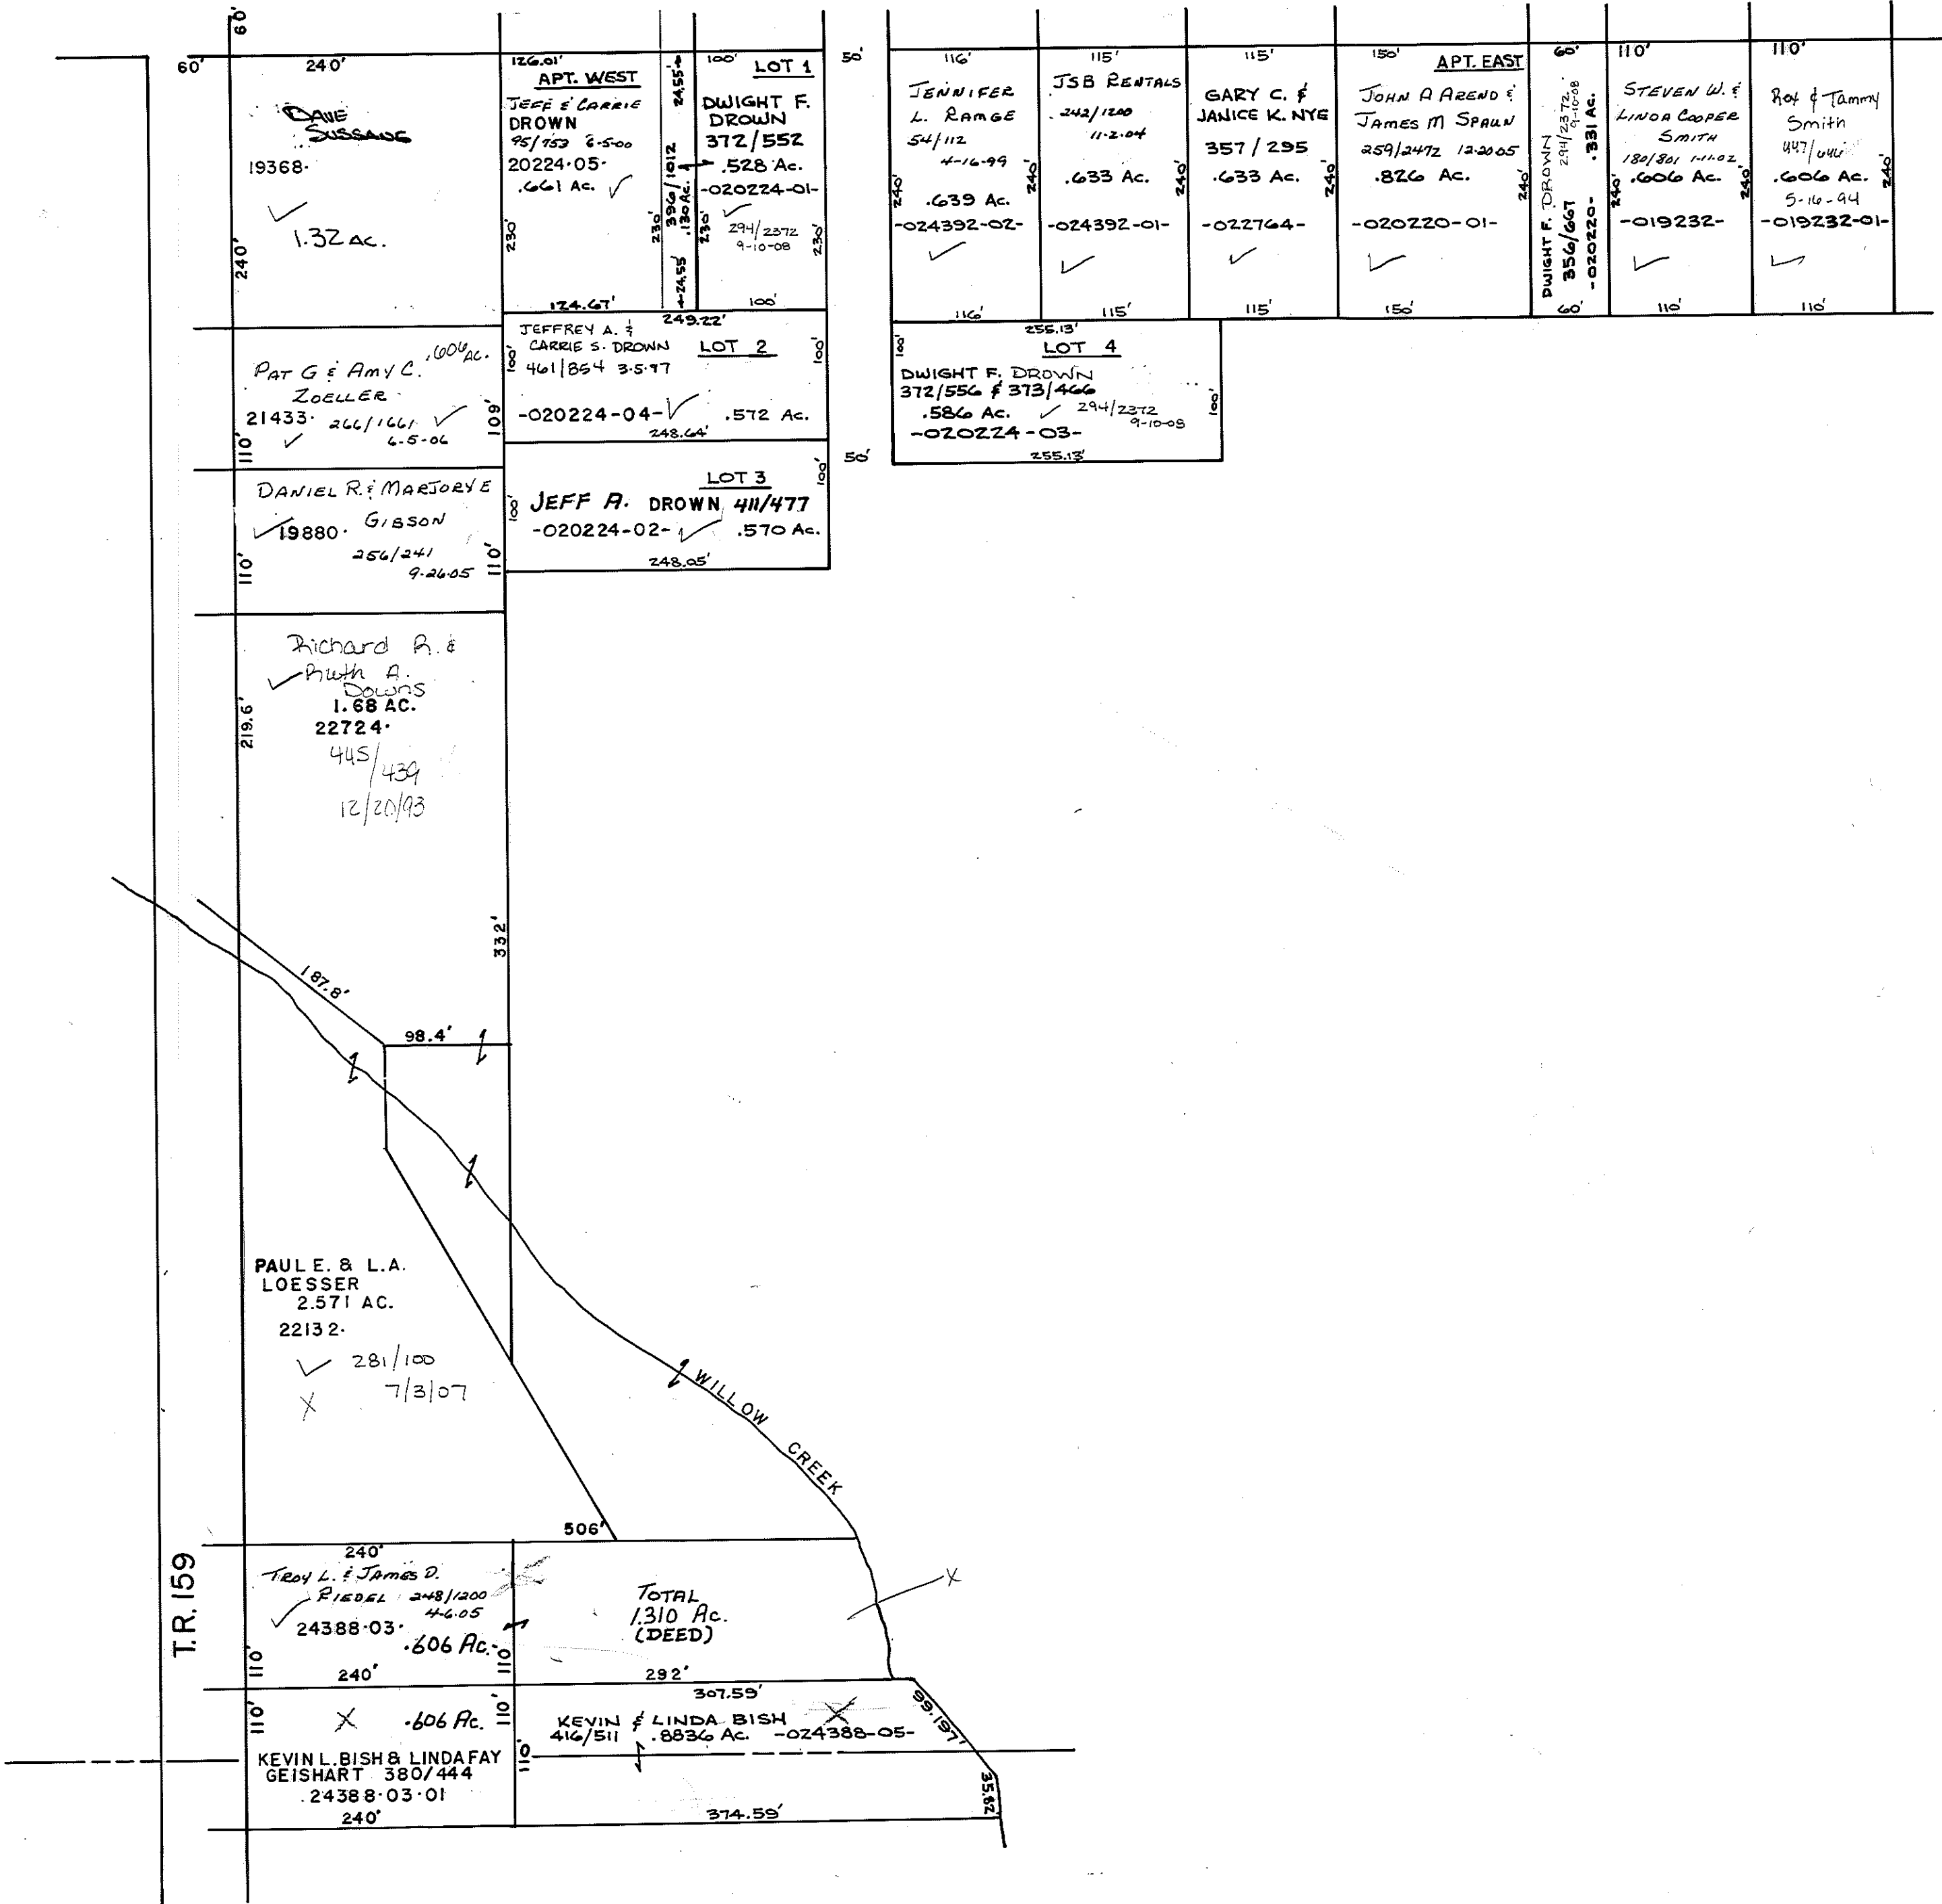 60'
60'
240'
DAVE
SUSSANG
19368·
1.32 AC.
240'
126.01'
APT. WEST
JEFF & CARRIE
DROWN
95/753 6-5-00
20224·05·
.661 Ac.
230'
230'
124.67'
24.55
396/1012
.130 Ac.
24.55
100'
LOT 1
DWIGHT F.
DROWN
372/552
.528 Ac.
-020224-01-
294/2372
9-10-08
230'
230'
100'
50'
116'
JENNIFER
L. RAMGE
54/112
4-16-99
.639 Ac.
-024392-02-
240'
240'
116'
115'
JSB RENTALS
242/1200
11-2-04
.633 Ac.
-024392-01-
240'
115'
115'
GARY C. &
JANICE K. NYE
357/295
.633 Ac.
-022764-
240'
115'
150'
APT. EAST
JOHN A AREND &
JAMES M SPAUN
259/2472 12-20-05
.826 Ac.
-020220-01-
240'
150'
60'
DWIGHT F. DROWN
294/2372
9-10-08
356/667
.331 Ac.
-020220-
60'
110'
STEVEN W. &
LINDA COOPER
SMITH
180/801 1-11-02
.606 Ac.
-019232-
240'
240'
110'
110'
Roy & Tammy
Smith
447/646
.606 Ac.
5-16-94
-019232-01-
240'
110'
.606 AC.
PAT G & AMY C.
ZOELLER
21433· 266/1661
6-5-06
110'
109'
249.22'
JEFFREY A. &
CARRIE S. DROWN
LOT 2
461/854 3-5-97
-020224-04-
.572 Ac.
100'
100'
248.64'
255.13'
LOT 4
DWIGHT F. DROWN
372/556 & 373/466
.586 Ac.
294/2372
9-10-08
-020224-03-
100'
100'
255.13'
50'
DANIEL R. & MARJORY E
GIBSON
19880·
256/241
9-26-05
110'
110'
LOT 3
JEFF A. DROWN 411/477
-020224-02-
.570 Ac.
100'
100'
248.05'
Richard R. &
Ruth A.
Downs
1.68 AC.
22724·
445/439
12/20/93
219.6'
332'
187.8'
98.4'
PAUL E. & L.A.
LOESSER
2.571 AC.
22132·
281/100
7/3/07
X
WILLOW CREEK
506'
T.R. 159
240'
TROY L. & JAMES D.
RIEDEL 248/1200
4-6-05
24388·03·
.606 Ac.
110'
110'
240'
TOTAL
1.310 Ac.
(DEED)
X
292'
307.59'
110'
X
.606 Ac.
110'
KEVIN L. BISH & LINDA FAY
GEISHART 380/444
24388·03·01
240'
KEVIN & LINDA BISH
X
416/511 .8836 Ac. -024388-05-
110
99.197'
35.82'
374.59'